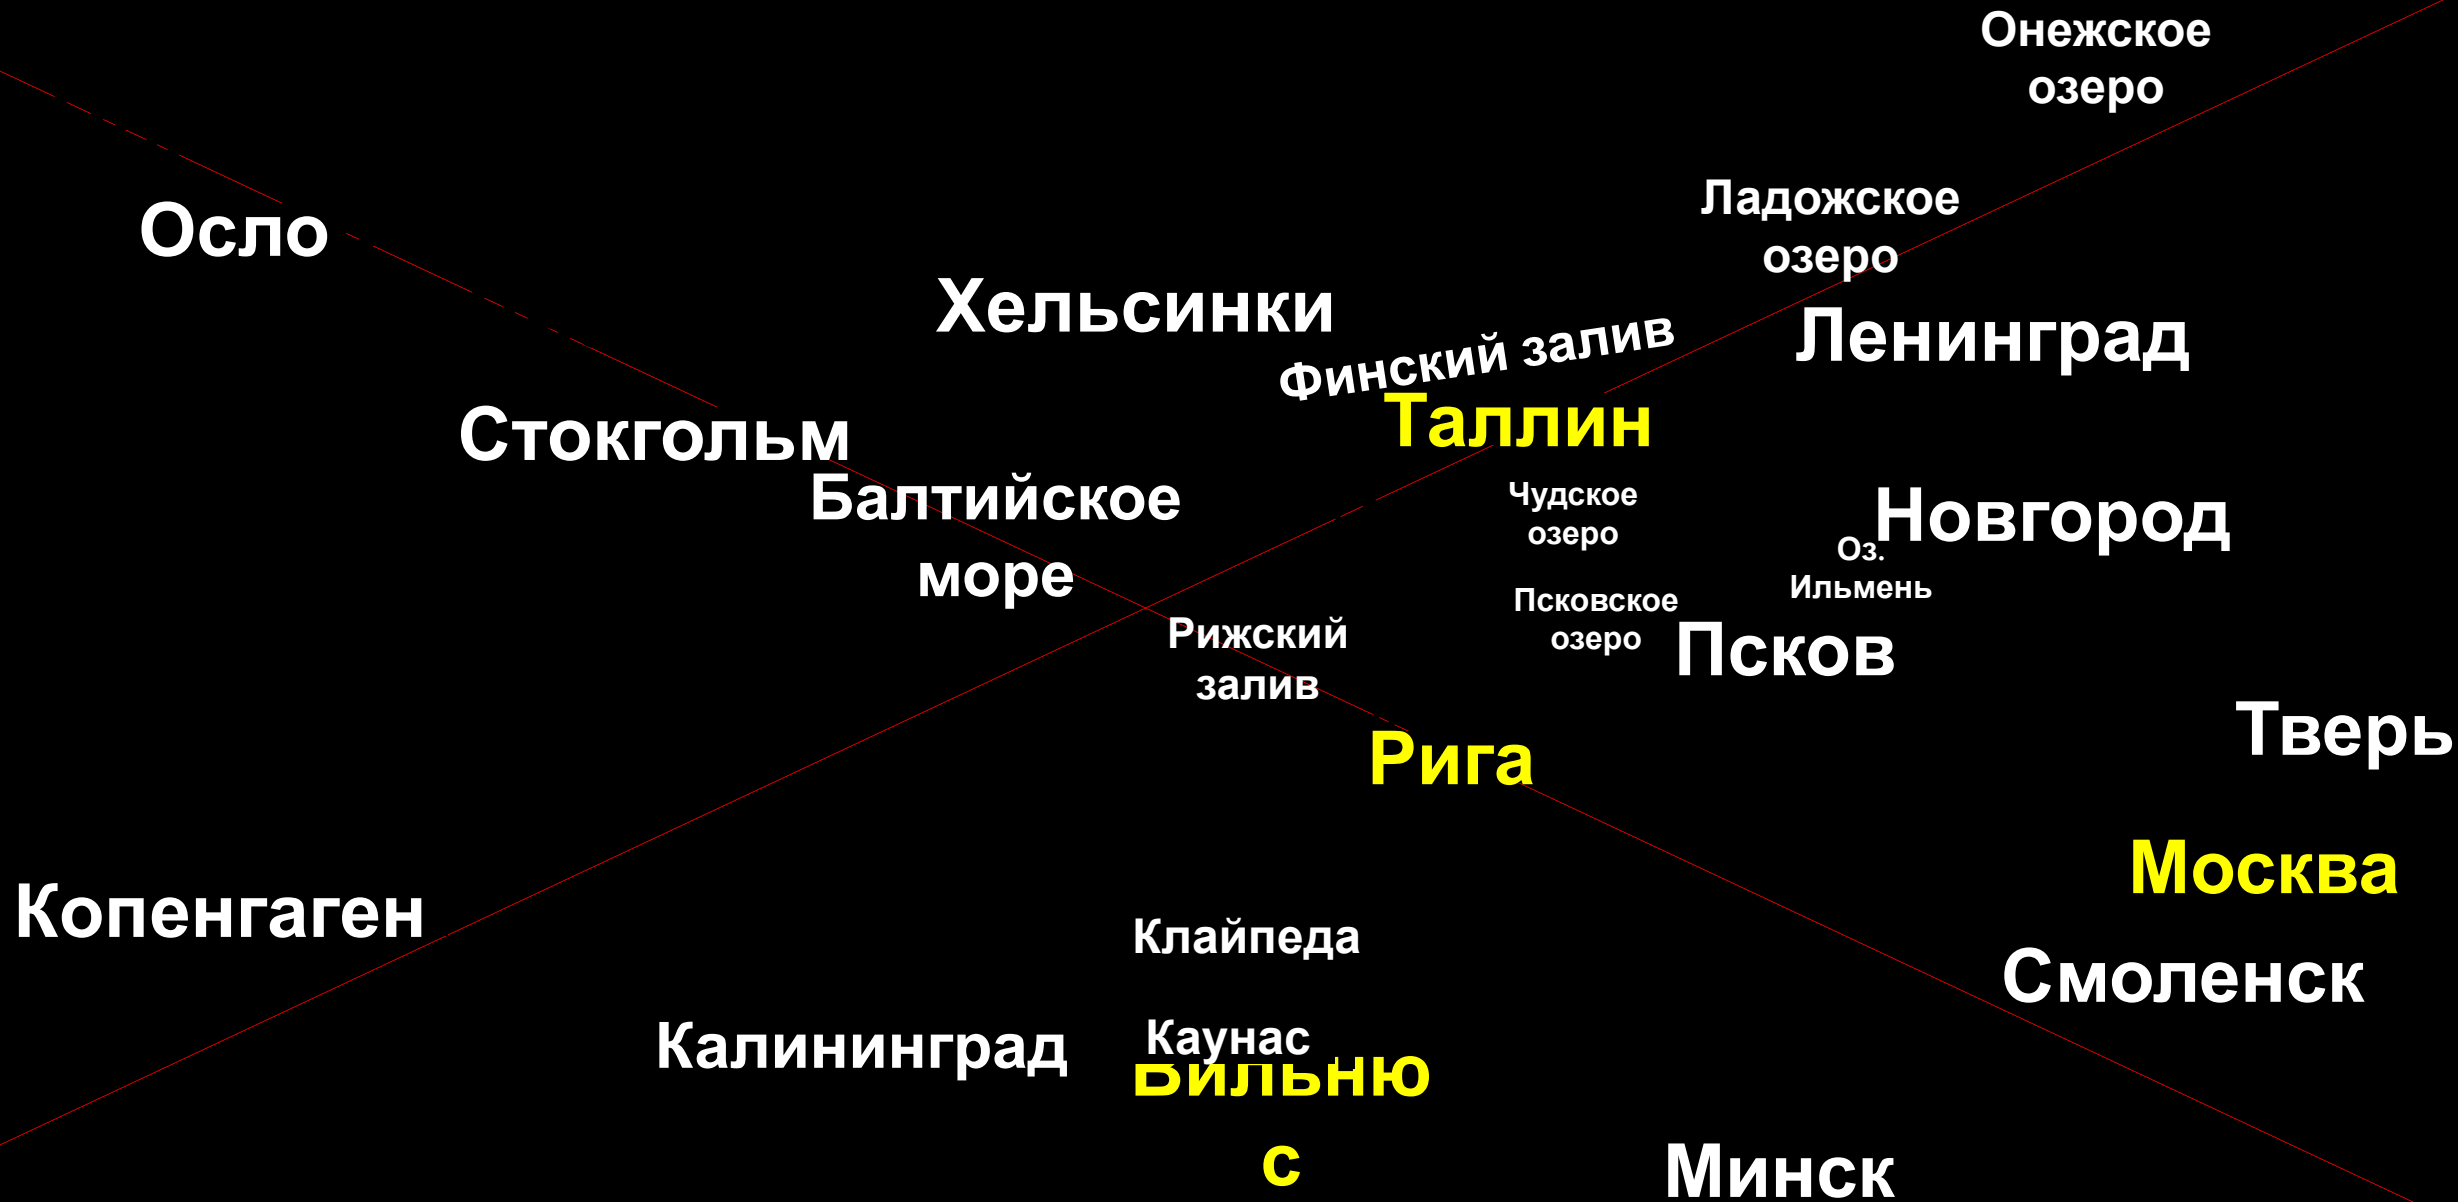 Онежское
озеро
Ладожское
озеро
Осло
Хельсинки
Финский залив
Ленинград
Таллин
Стокгольм
Балтийское
море
Чудское
озеро
Новгород
Оз.
Ильмень
Псковское
озеро
Псков
Рижский
залив
Тверь
Рига
Москва
Копенгаген
Клайпеда
Смоленск
Каунас
Калининград
Вильню
с
Минск